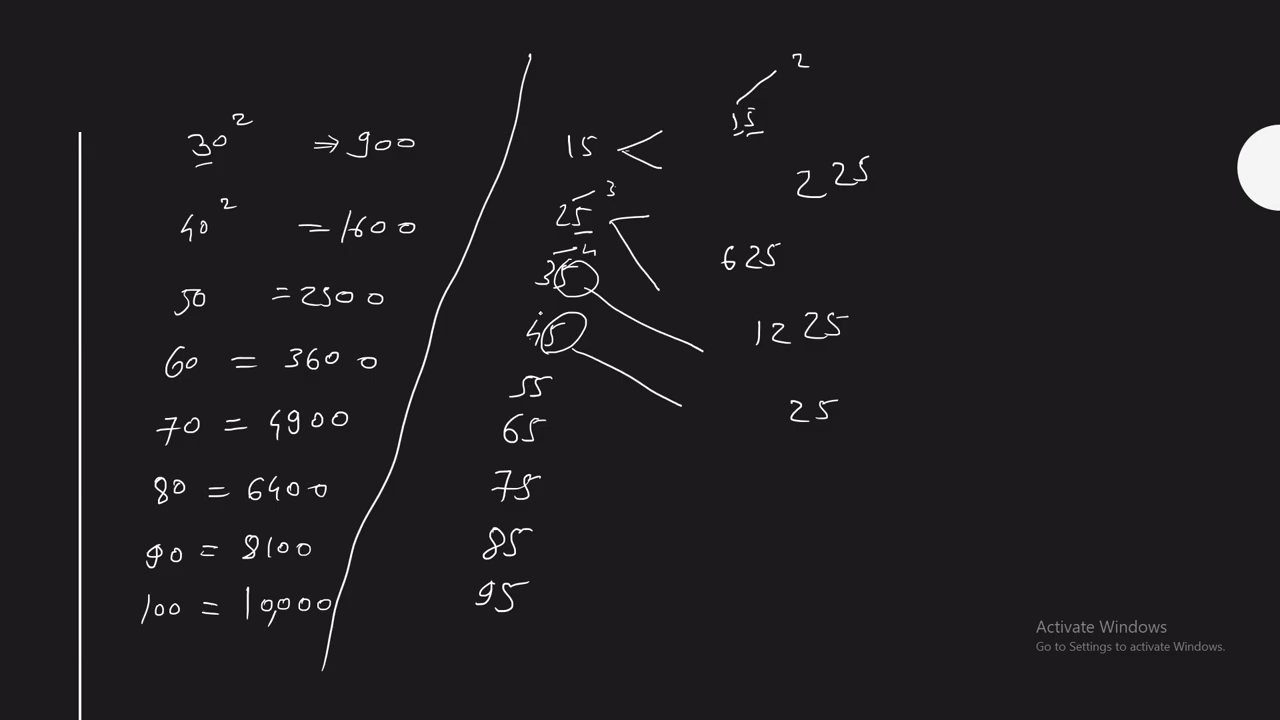 30² ⇒ 900
40² = 1600
50 = 2500
60 = 3600
70 = 4900
80 = 6400
90 = 8100
100 = 10,000
2
15 15
225
25 3
625
35 4
1225
45
25
55
65
75
85
95
Activate Windows
Go to Settings to activate Windows.